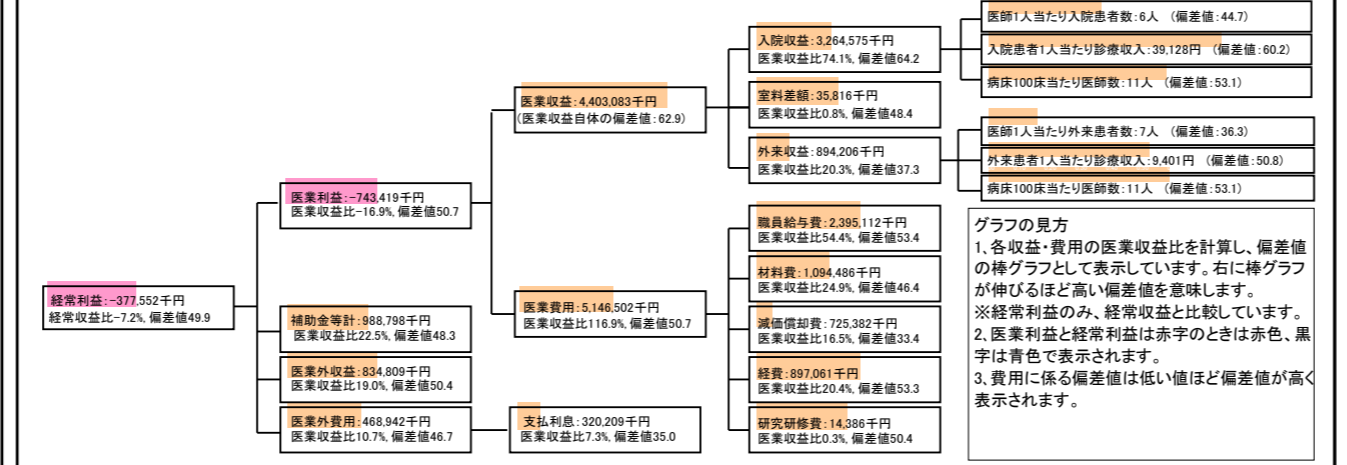 経常利益:-377,552千円
経常収比-7.2%, 偏差値49.9
医業利益:-743,419千円
医業収益比-16.9%, 偏差値50.7
補助金等計:988,798千円
医業収益比22.5%, 偏差値48.3
医業外収益:834,809千円
医業収益比19.0%, 偏差値50.4
医業外費用:468,942千円
医業収益比10.7%, 偏差値46.7
支払利息:320,209千円
医業収益比7.3%, 偏差値35.0
医業収益:4,403,083千円
(医業収益自体の偏差値:62.9)
医業費用:5,146,502千円
医業収益比116.9%, 偏差値50.7
入院収益:3,264,575千円
医業収益比74.1%, 偏差値64.2
室料差額:35,816千円
医業収益比0.8%, 偏差値48.4
外来収益:894,206千円
医業収益比20.3%, 偏差値37.3
職員給与費:2,395,112千円
医業収益比54.4%, 偏差値53.4
材料費:1,094,486千円
医業収益比24.9%, 偏差値46.4
減価償却費:725,382千円
医業収益比16.5%, 偏差値33.4
経費:897,061千円
医業収益比20.4%, 偏差値53.3
研究研修費:14,386千円
医業収益比0.3%, 偏差値50.4
医師1人当たり入院患者数:6人 (偏差値:44.7)
入院患者1人当たり診療収入:39,128円 (偏差値:60.2)
病床100床当たり医師数:11人 (偏差値:53.1)
医師1人当たり外来患者数:7人 (偏差値:36.3)
外来患者1人当たり診療収入:9,401円 (偏差値:50.8)
病床100床当たり医師数:11人 (偏差値:53.1)
グラフの見方
1、各収益・費用の医業収益比を計算し、偏差値
の棒グラフとして表示しています。右に棒グラフ
が伸びるほど高い偏差値を意味します。
※経常利益のみ、経常収益と比較しています。
2、医業利益と経常利益は赤字のときは赤色、黒
字は青色で表示されます。
3、費用に係る偏差値は低い値ほど偏差値が高く
表示されます。